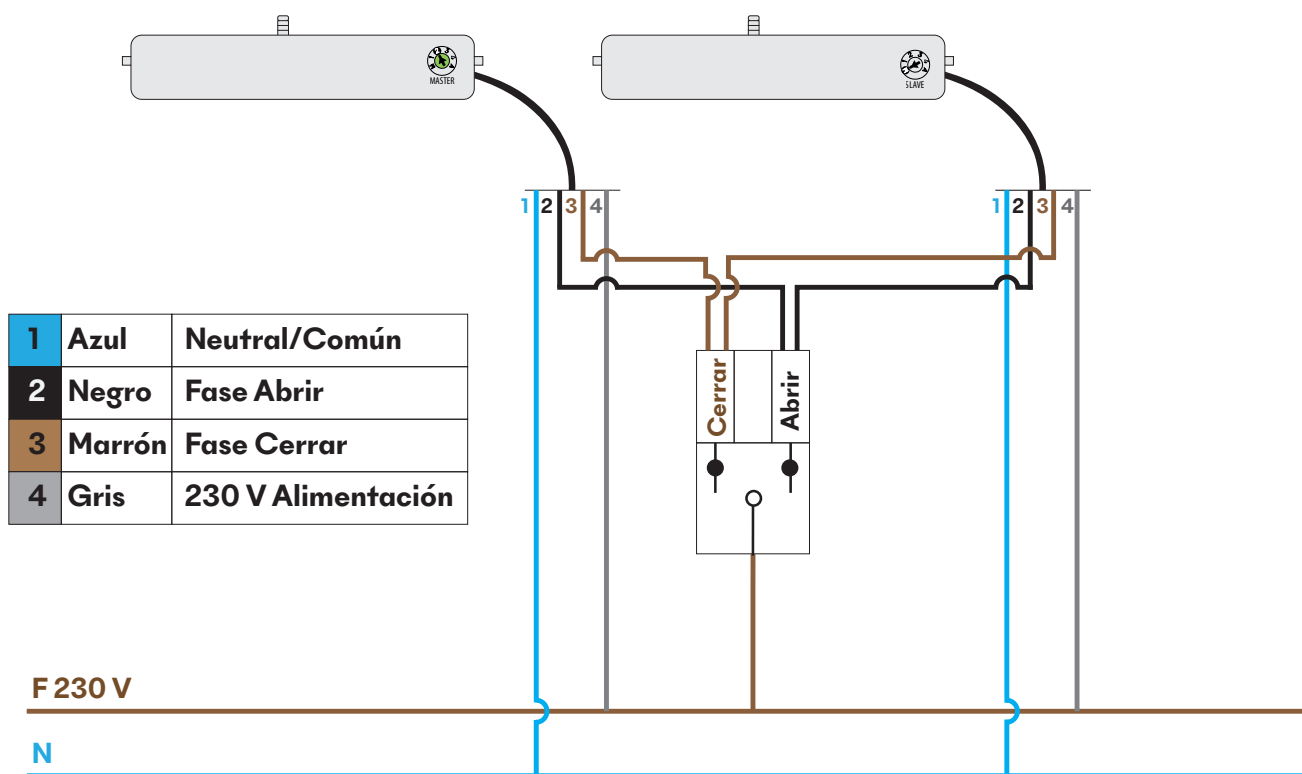 MASTER
SLAVE
1 2 3 4
1 2 3 4
1 Azul Neutral/Común
2 Negro Fase Abrir
3 Marrón Fase Cerrar
4 Gris 230 V Alimentación
Cerrar
Abrir
F 230 V
N